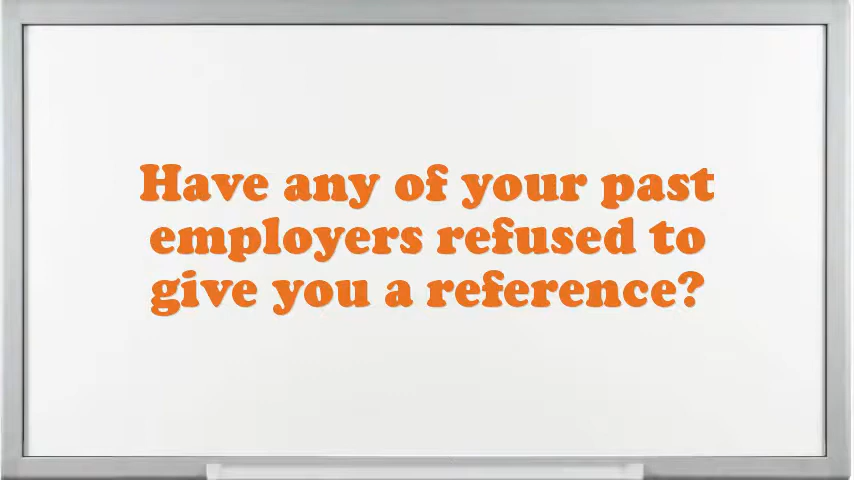 Have any of your past
employers refused to
give you a reference?